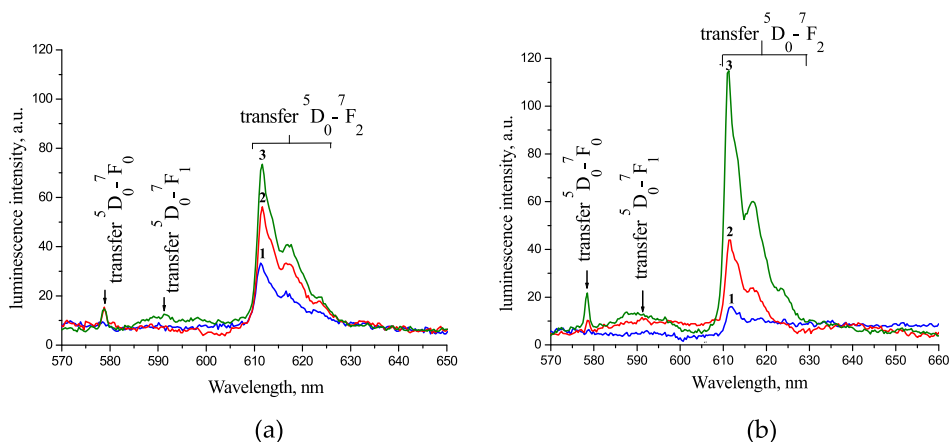 luminescence intensity, a.u.
120
100
80
60
40
20
0
570 580 590 600 610 620 630 640 650
Wavelength, nm
transfer ⁵D₀-⁷F₀
transfer ⁵D₀-⁷F₁
transfer ⁵D₀-⁷F₂
3
2
1
(a)
luminescence intensity, a.u.
120
100
80
60
40
20
0
570 580 590 600 610 620 630 640 650 660
Wavelength, nm
transfer ⁵D₀-⁷F₀
transfer ⁵D₀-⁷F₁
transfer ⁵D₀-⁷F₂
3
2
1
(b)